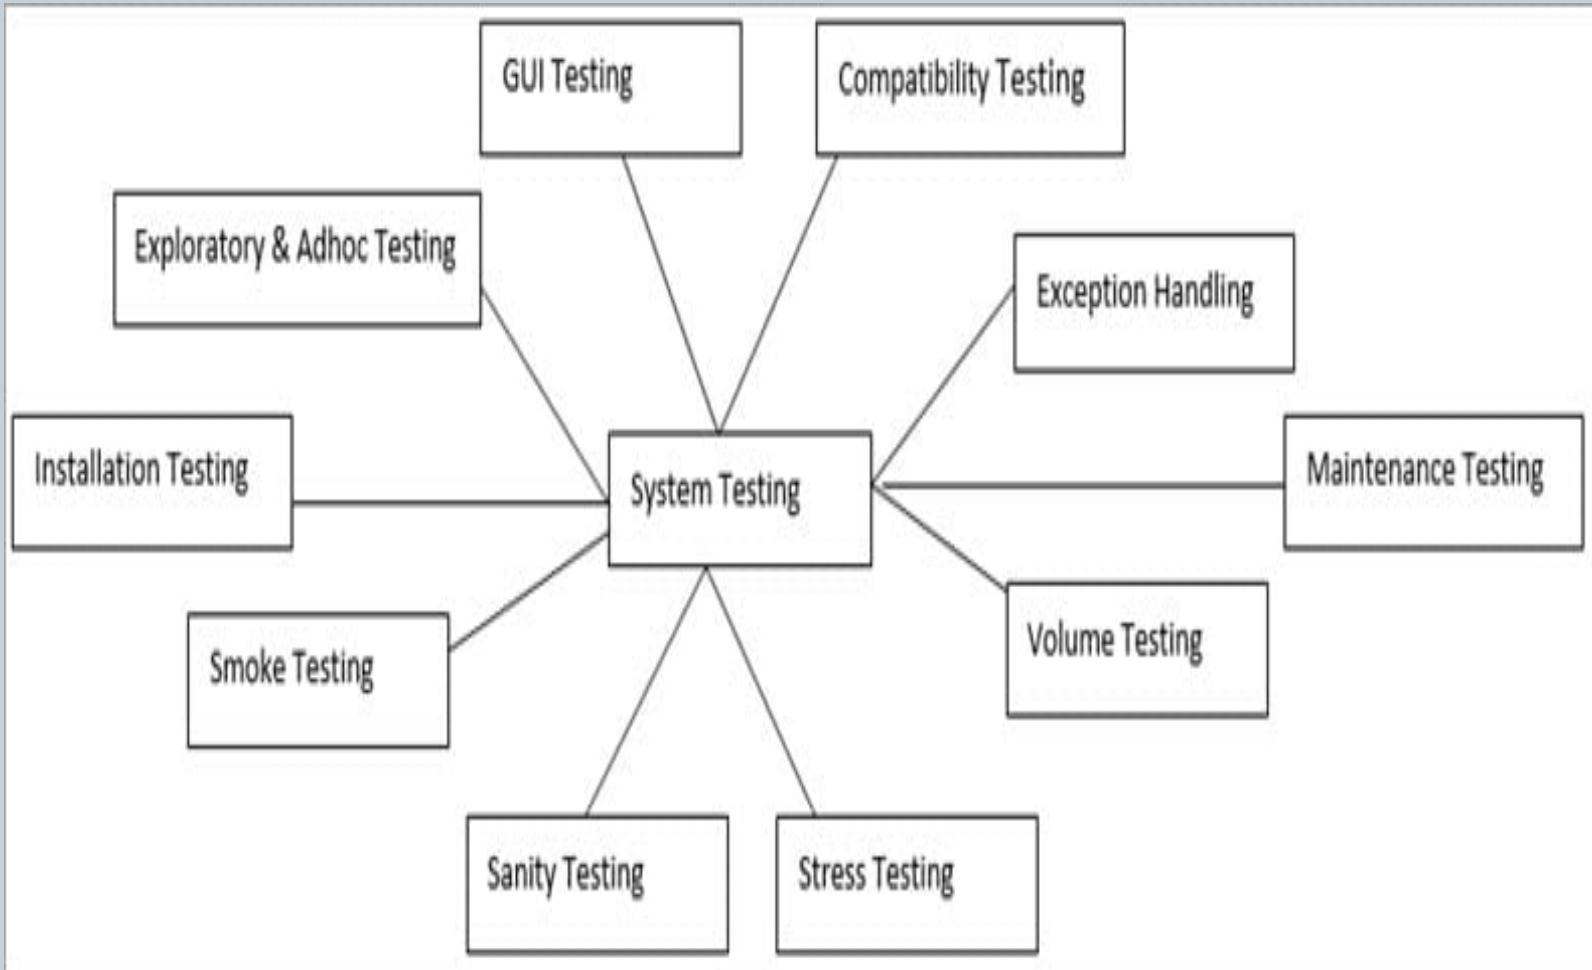 GUI Testing
Compatibility Testing
Exploratory & Adhoc Testing
Exception Handling
Installation Testing
System Testing
Maintenance Testing
Smoke Testing
Volume Testing
Sanity Testing
Stress Testing